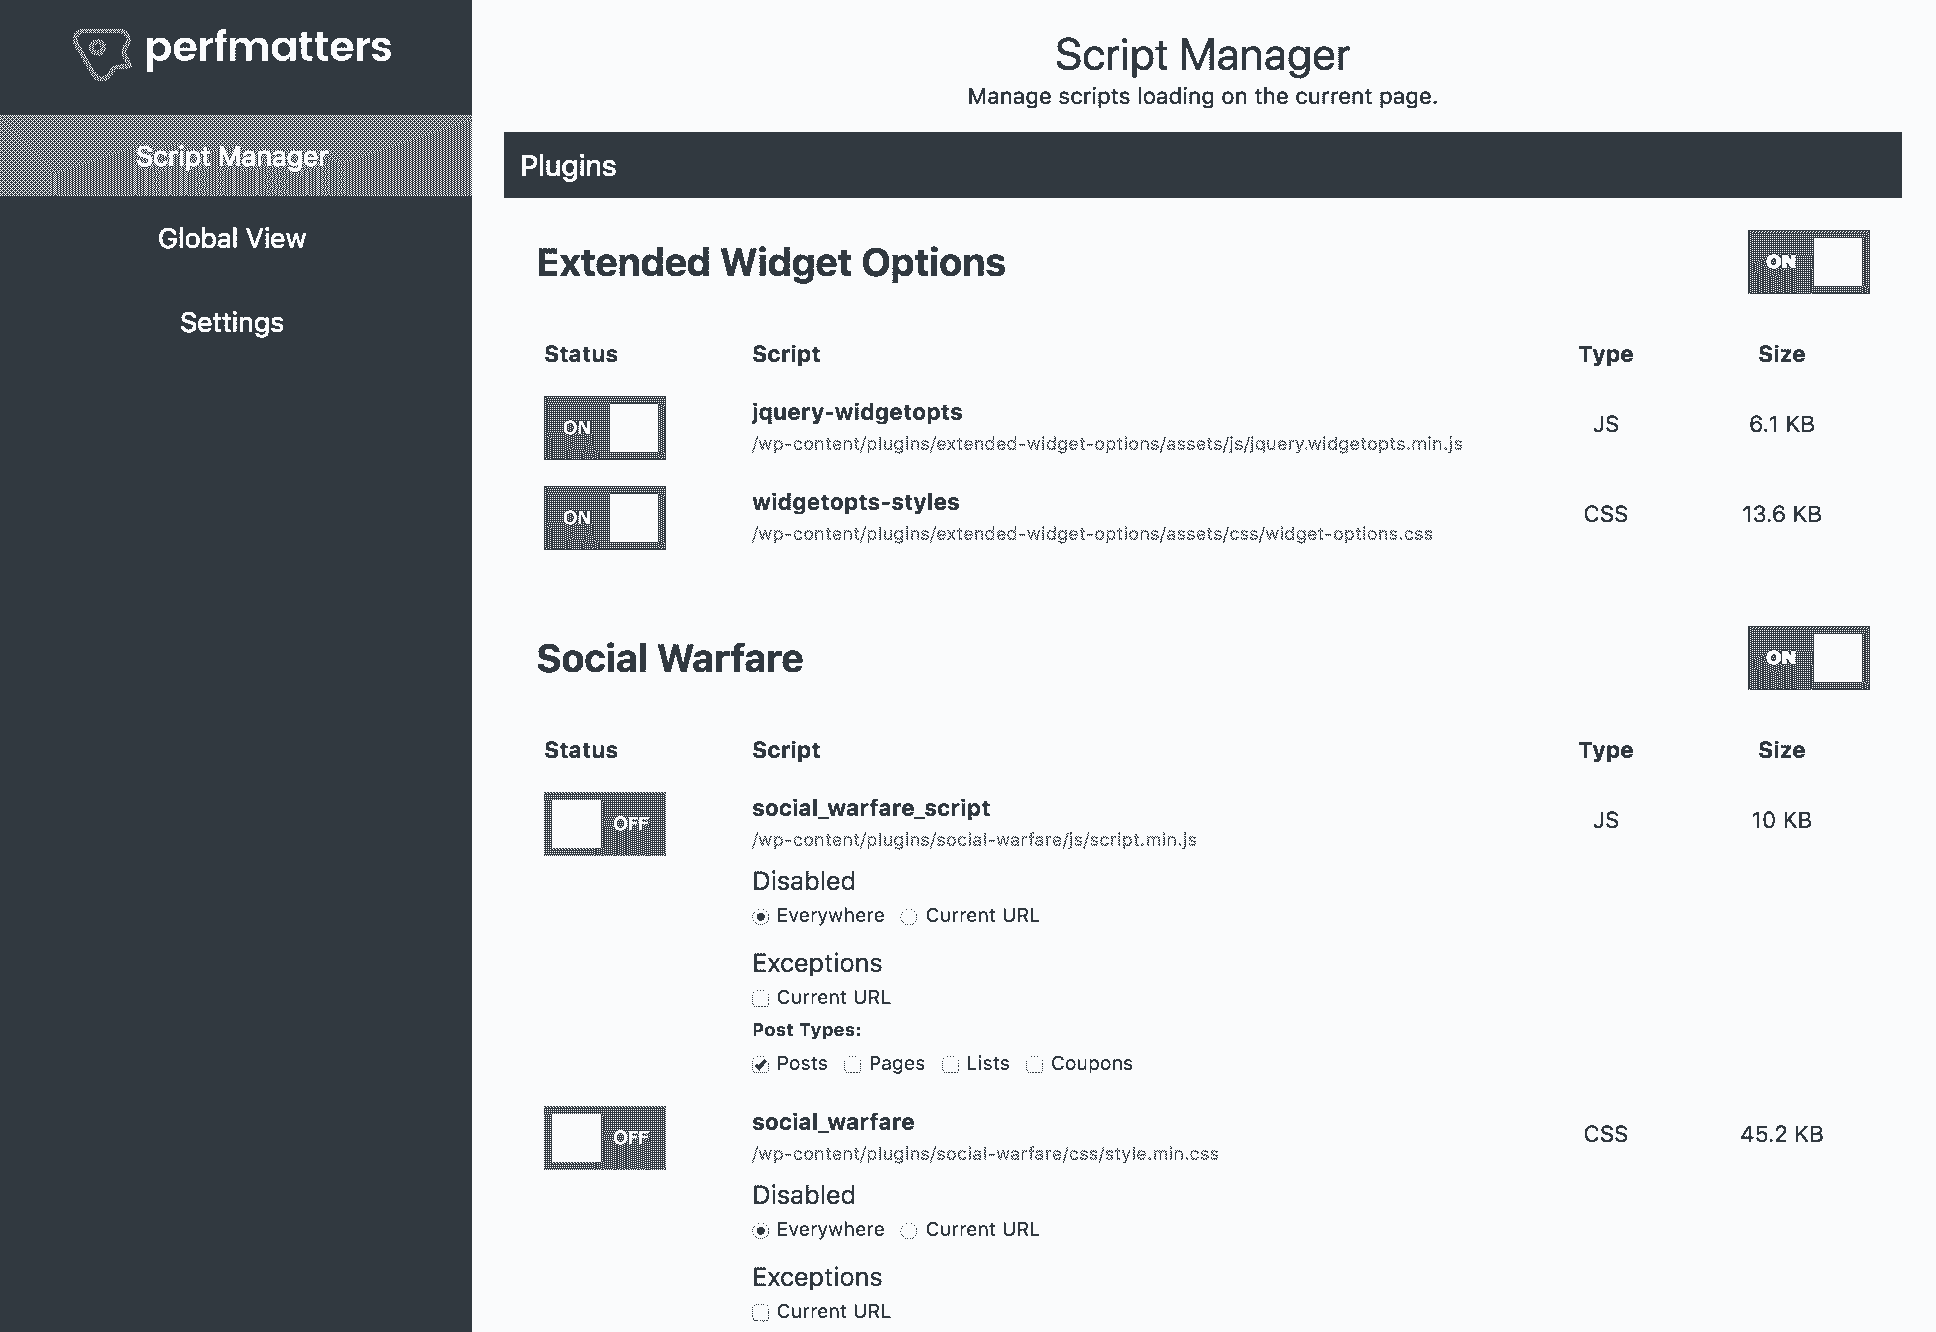 perfmatters
Script Manager
Global View
Settings
Script Manager
Manage scripts loading on the current page.
Plugins
Extended Widget Options
ON
Status Script Type Size
ON jquery-widgetopts JS 6.1 KB
/wp-content/plugins/extended-widget-options/assets/js/jquery.widgetopts.min.js
ON widgetopts-styles CSS 13.6 KB
/wp-content/plugins/extended-widget-options/assets/css/widget-options.css
Social Warfare
ON
Status Script Type Size
OFF social_warfare_script JS 10 KB
/wp-content/plugins/social-warfare/js/script.min.js
Disabled
Everywhere Current URL
Exceptions
Current URL
Post Types:
Posts Pages Lists Coupons
OFF social_warfare CSS 45.2 KB
/wp-content/plugins/social-warfare/css/style.min.css
Disabled
Everywhere Current URL
Exceptions
Current URL